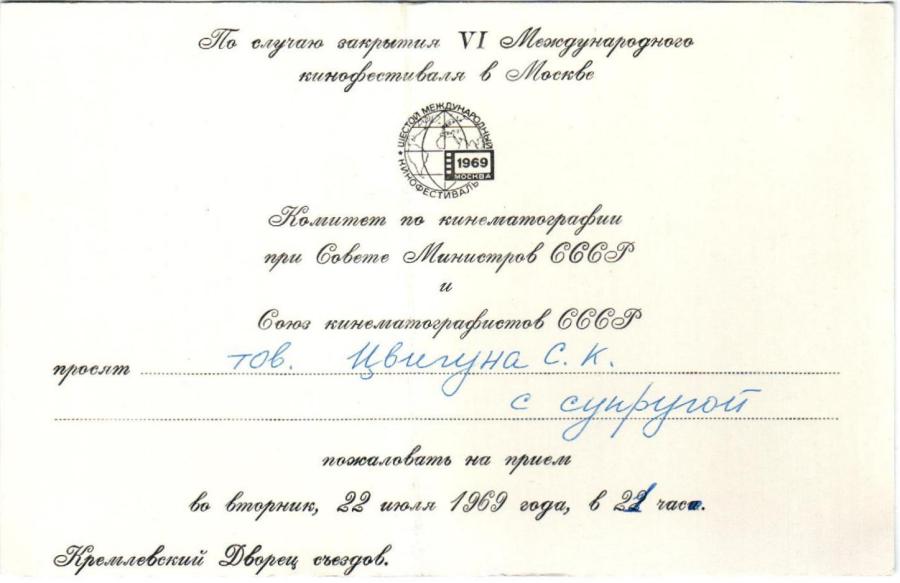 По случаю закрытия VI Международного
кинофестиваля в Москве
ШЕСТОЙ МЕЖДУНАРОДНЫЙ
КИНОФЕСТИВАЛЬ
1969
МОСКВА
Комитет по кинематографии
при Совете Министров СССР
и
Союз кинематографистов СССР
просят тов. Цвигуна С. К.
с супругой
пожаловать на прием
во вторник, 22 июля 1969 года, в 21 час.
Кремлевский Дворец съездов.